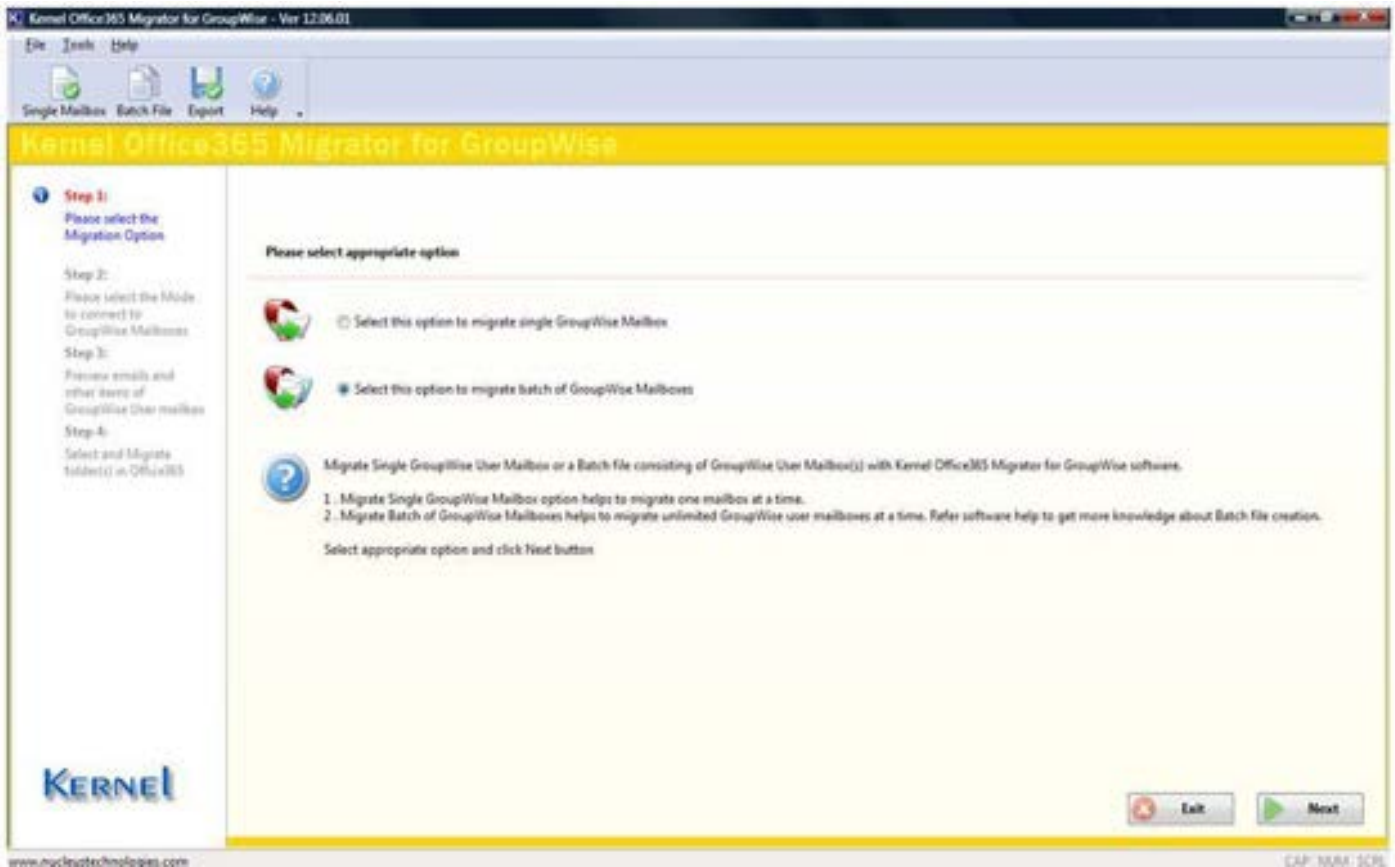 Kernel Office365 Migrator for GroupWise - Ver 12.06.01
File Tools Help
Single Mailbox Batch File Export Help
Kernel Office365 Migrator for GroupWise
Step 1:
Please select the
Migration Option
Step 2:
Please select the Mode
to connect to
GroupWise Mailboxes
Step 3:
Preview emails and
other items of
GroupWise User mailbox
Step 4:
Select and Migrate
folder(s) in Office365
KERNEL
Please select appropriate option
Select this option to migrate single GroupWise Mailbox
Select this option to migrate batch of GroupWise Mailboxes
Migrate Single GroupWise User Mailbox or a Batch file consisting of GroupWise User Mailbox(s) with Kernel Office365 Migrator for GroupWise software.
1 . Migrate Single GroupWise Mailbox option helps to migrate one mailbox at a time.
2 . Migrate Batch of GroupWise Mailboxes helps to migrate unlimited GroupWise user mailboxes at a time. Refer software help to get more knowledge about Batch file creation.
Select appropriate option and click Next button
Exit Next
www.nucleustechnologies.com
CAP NUM SCRL